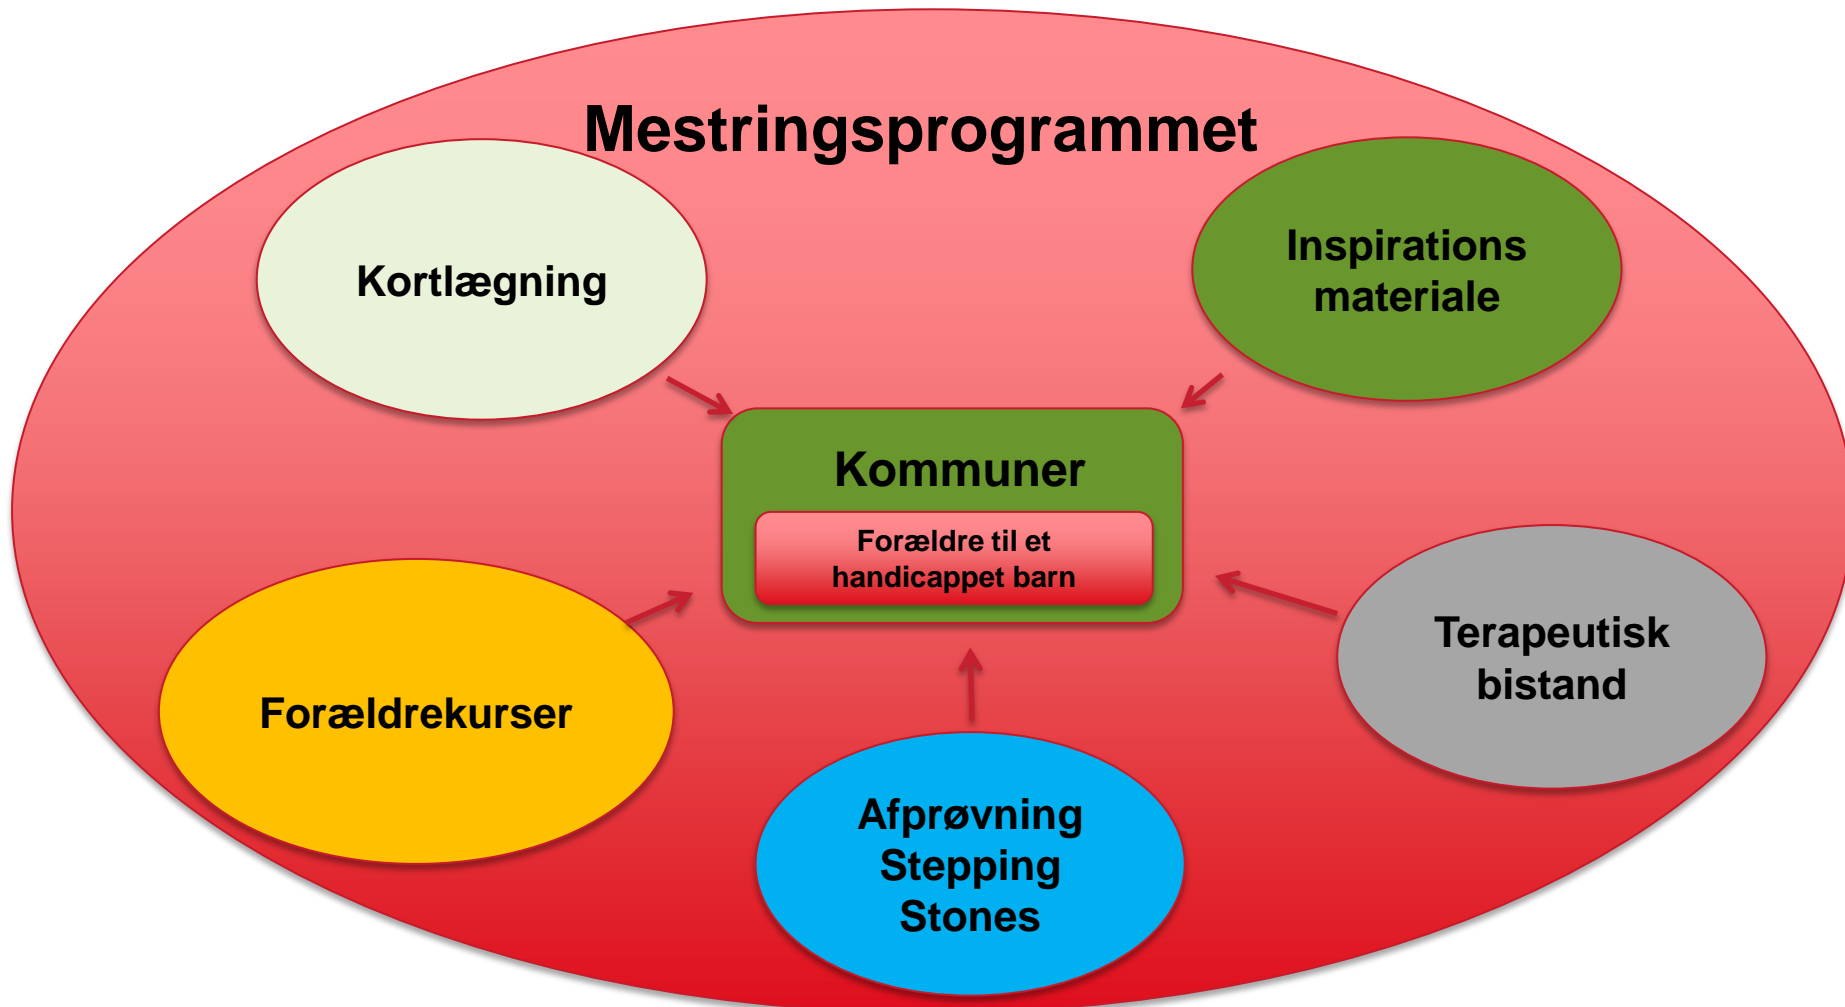 Mestringsprogrammet
Kortlægning
Inspirations
materiale
Kommuner
Forældre til et
handicappet barn
Forældrekurser
Terapeutisk
bistand
Afprøvning
Stepping
Stones